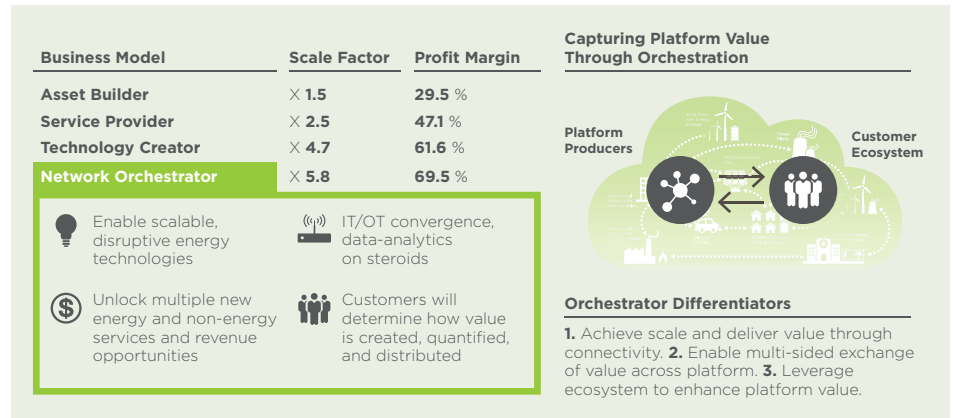 Business Model Scale Factor Profit Margin
Asset Builder X 1.5 29.5 %
Service Provider X 2.5 47.1 %
Technology Creator X 4.7 61.6 %
Network Orchestrator X 5.8 69.5 %
Enable scalable,
disruptive energy
technologies
IT/OT convergence,
data-analytics
on steroids
Unlock multiple new
energy and non-energy
services and revenue
opportunities
Customers will
determine how value
is created, quantified,
and distributed
Capturing Platform Value
Through Orchestration
Platform
Producers
Customer
Ecosystem
Orchestrator Differentiators
1. Achieve scale and deliver value through
connectivity. 2. Enable multi-sided exchange
of value across platform. 3. Leverage
ecosystem to enhance platform value.